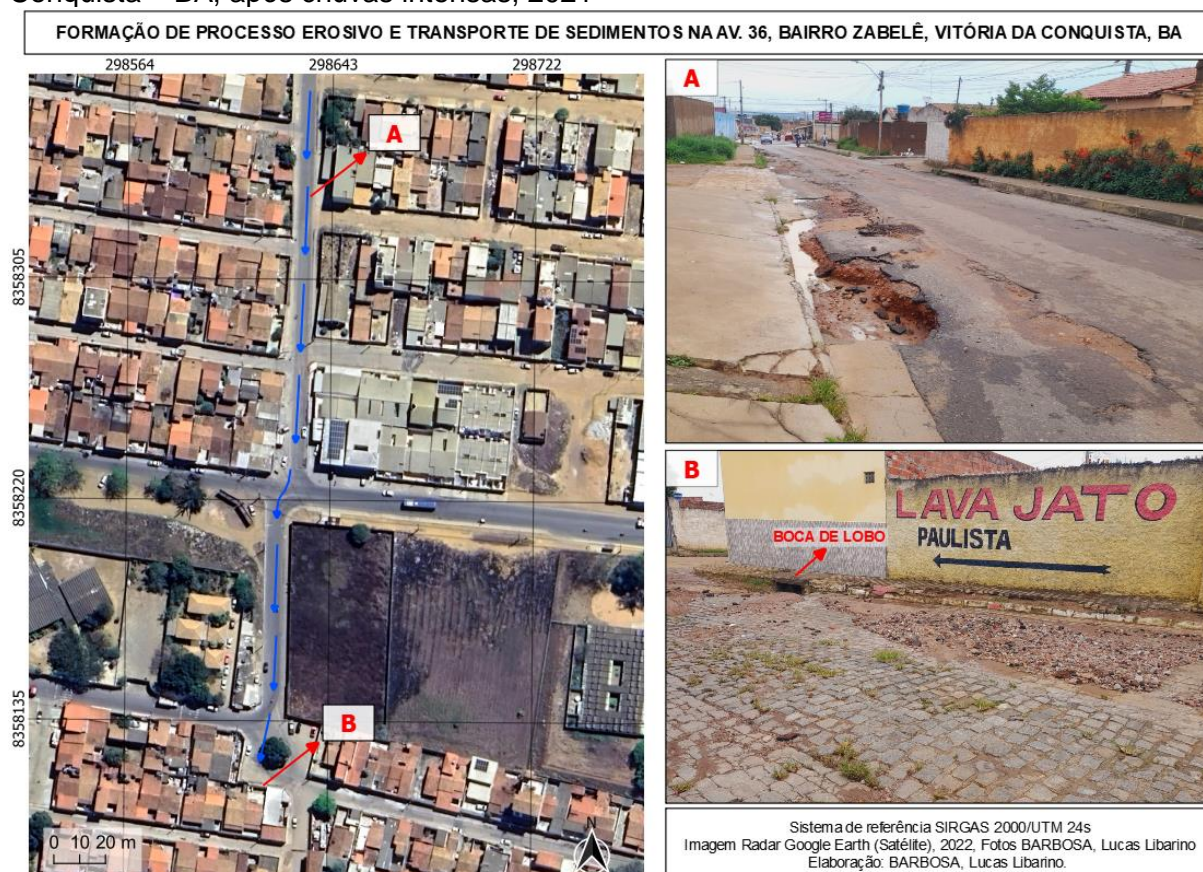 Conquista – BA, após chuvas intensas, 2024
FORMAÇÃO DE PROCESSO EROSIVO E TRANSPORTE DE SEDIMENTOS NA AV. 36, BAIRRO ZABELÊ, VITÓRIA DA CONQUISTA, BA
298564 298643 298722
8358305
8358220
8358135
A
B
0 10 20 m
N
A
B
BOCA DE LOBO
LAVA JATO
PAULISTA
Sistema de referência SIRGAS 2000/UTM 24s
Imagem Radar Google Earth (Satélite), 2022, Fotos BARBOSA, Lucas Libarino
Elaboração: BARBOSA, Lucas Libarino.